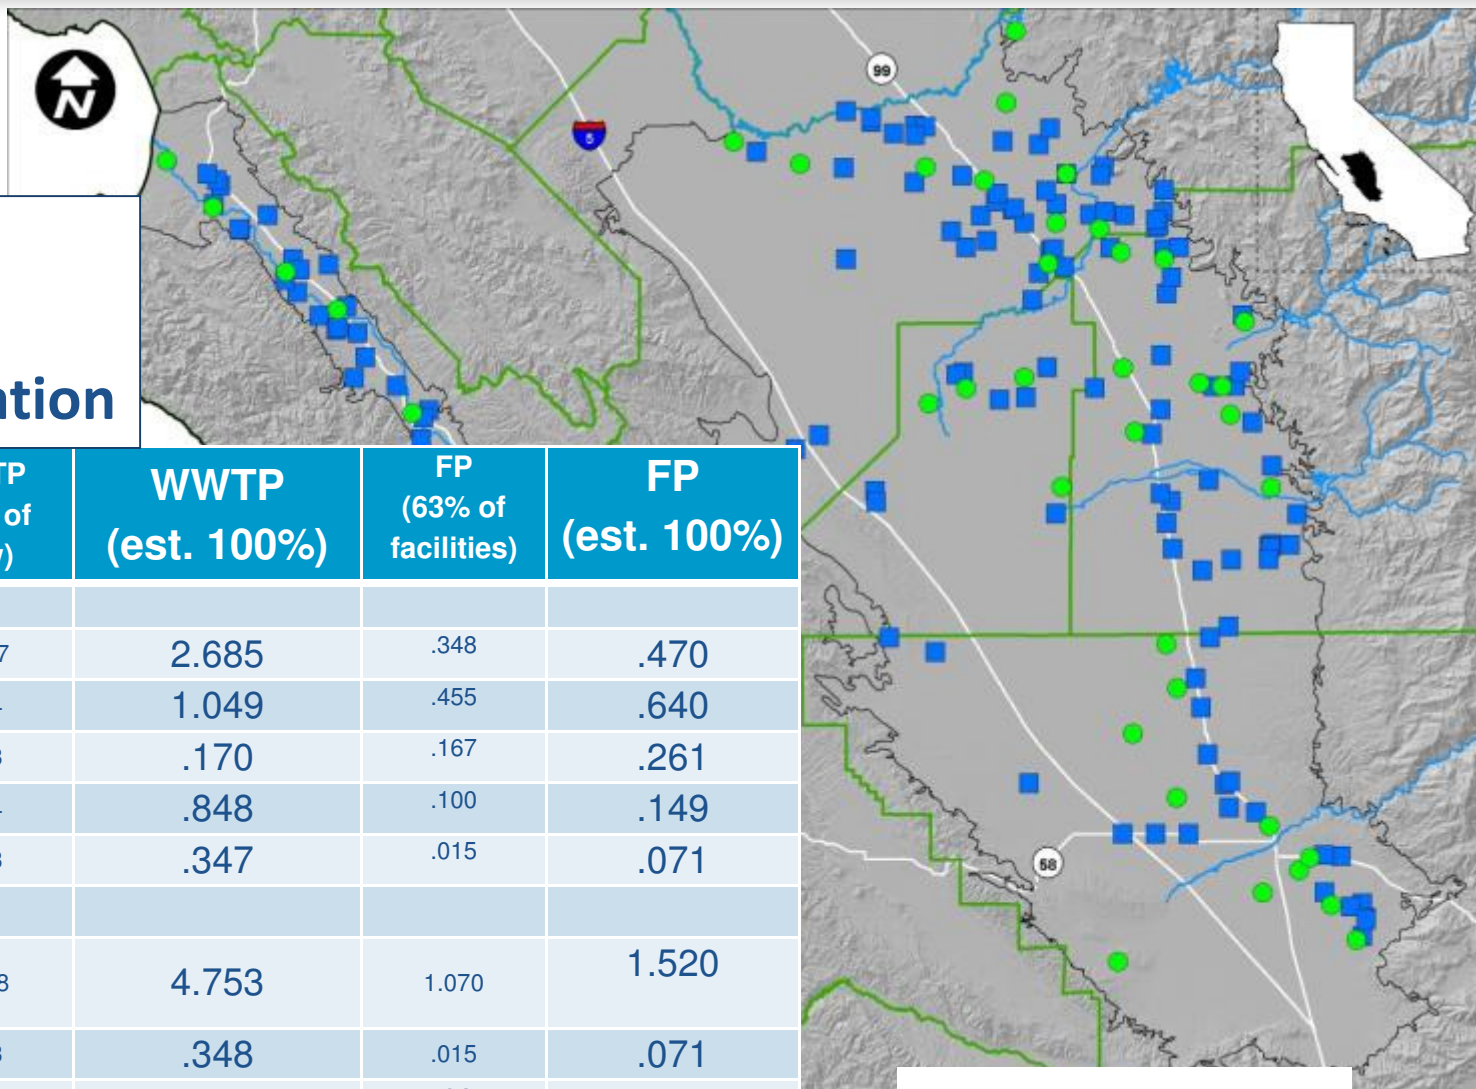 N
99
5
ation
TP
WWTP
FP
FP
of
(est. 100%)
(63% of
facilities)
(est. 100%)
)
7 2.685 .348 .470
1.049 .455 .640
3 .170 .167 .261
.848 .100 .149
3 .347 .015 .071
8 4.753 1.070 1.520
3 .348 .015 .071
58